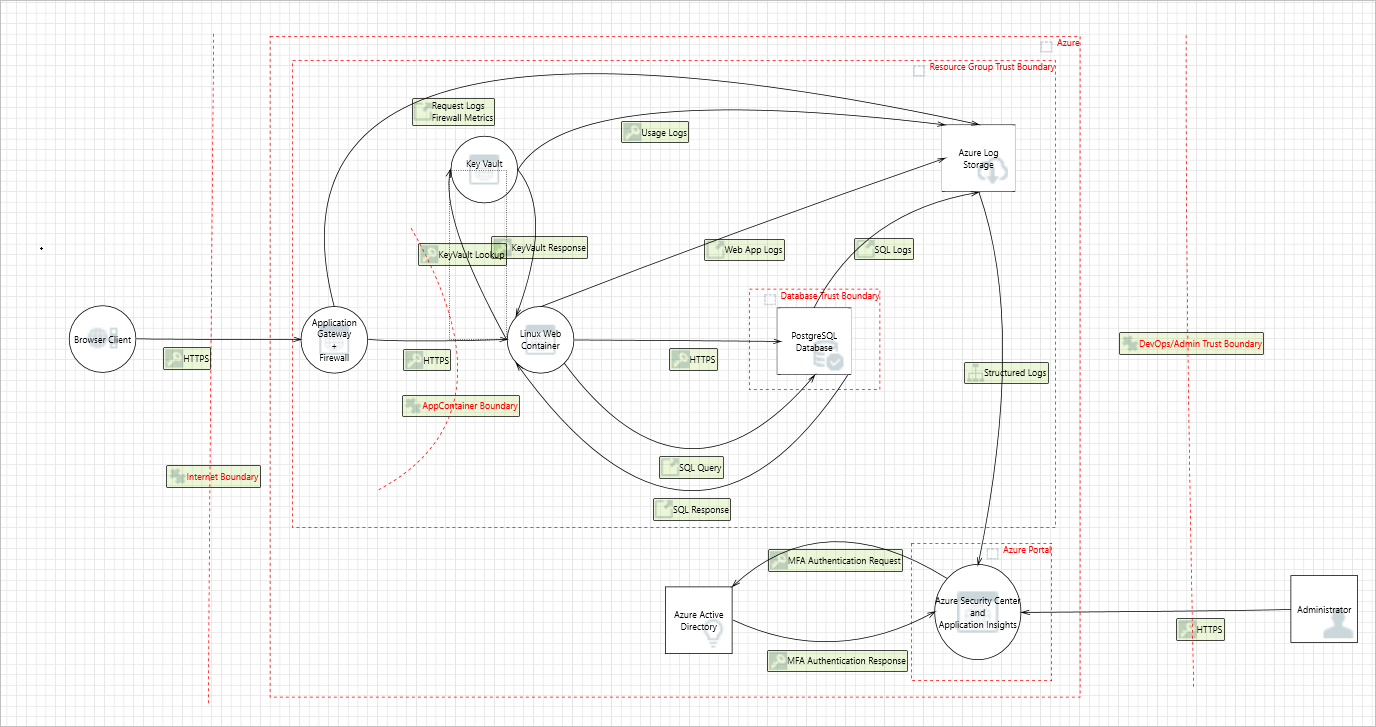 Azure
Resource Group Trust Boundary
Request Logs
Firewall Metrics
Usage Logs
Key Vault
Azure Log
Storage
KeyVault Lookup
KeyVault Response
Web App Logs
SQL Logs
Database Trust Boundary
Browser Client
HTTPS
Application
Gateway
+
Firewall
HTTPS
Linux Web
Container
HTTPS
PostgreSQL
Database
Structured Logs
DevOps/Admin Trust Boundary
AppContainer Boundary
Internet Boundary
SQL Query
SQL Response
Azure Portal
MFA Authentication Request
Azure Active
Directory
Azure Security Center
and
Application Insights
MFA Authentication Response
HTTPS
Administrator